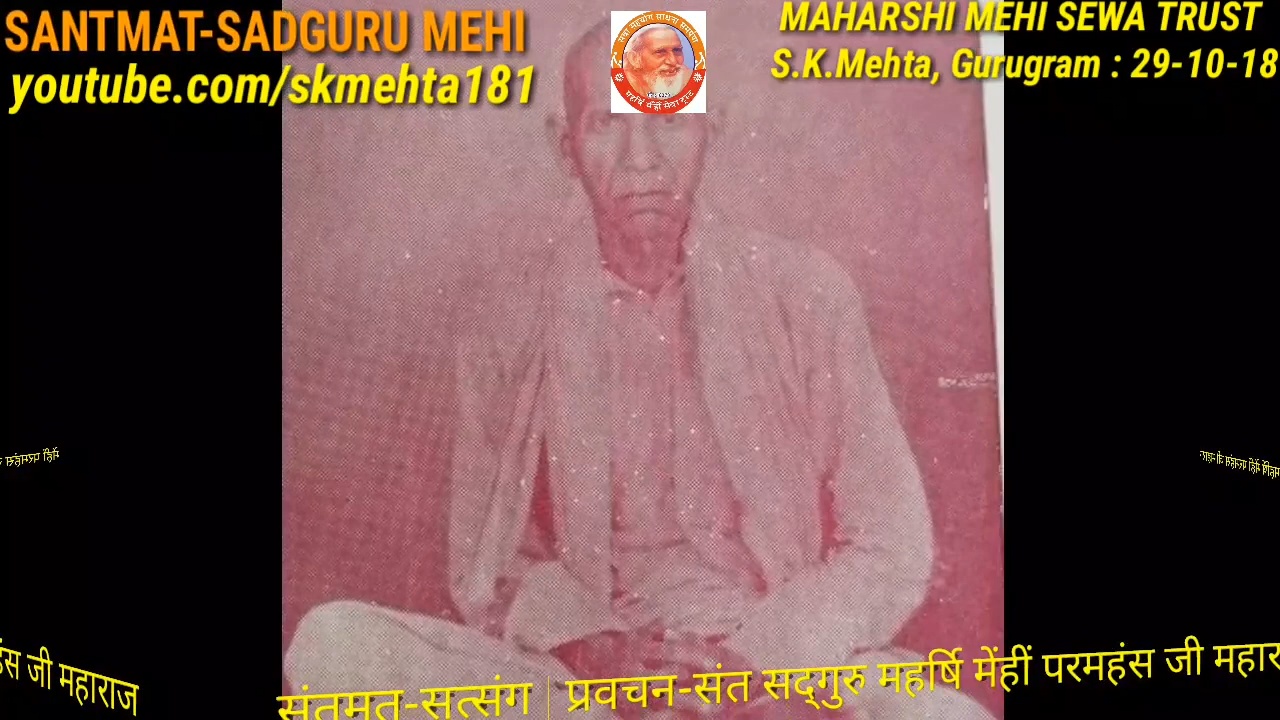 SANTMAT-SADGURU MEHI
youtube.com/skmehta181
MAHARSHI MEHI SEWA TRUST
S.K.Mehta, Gurugram : 29-10-18
जी महाराज
संतमत-सत्संग | प्रवचन-संत सद्गुरु महर्षि मेंहीं परमहंस जी